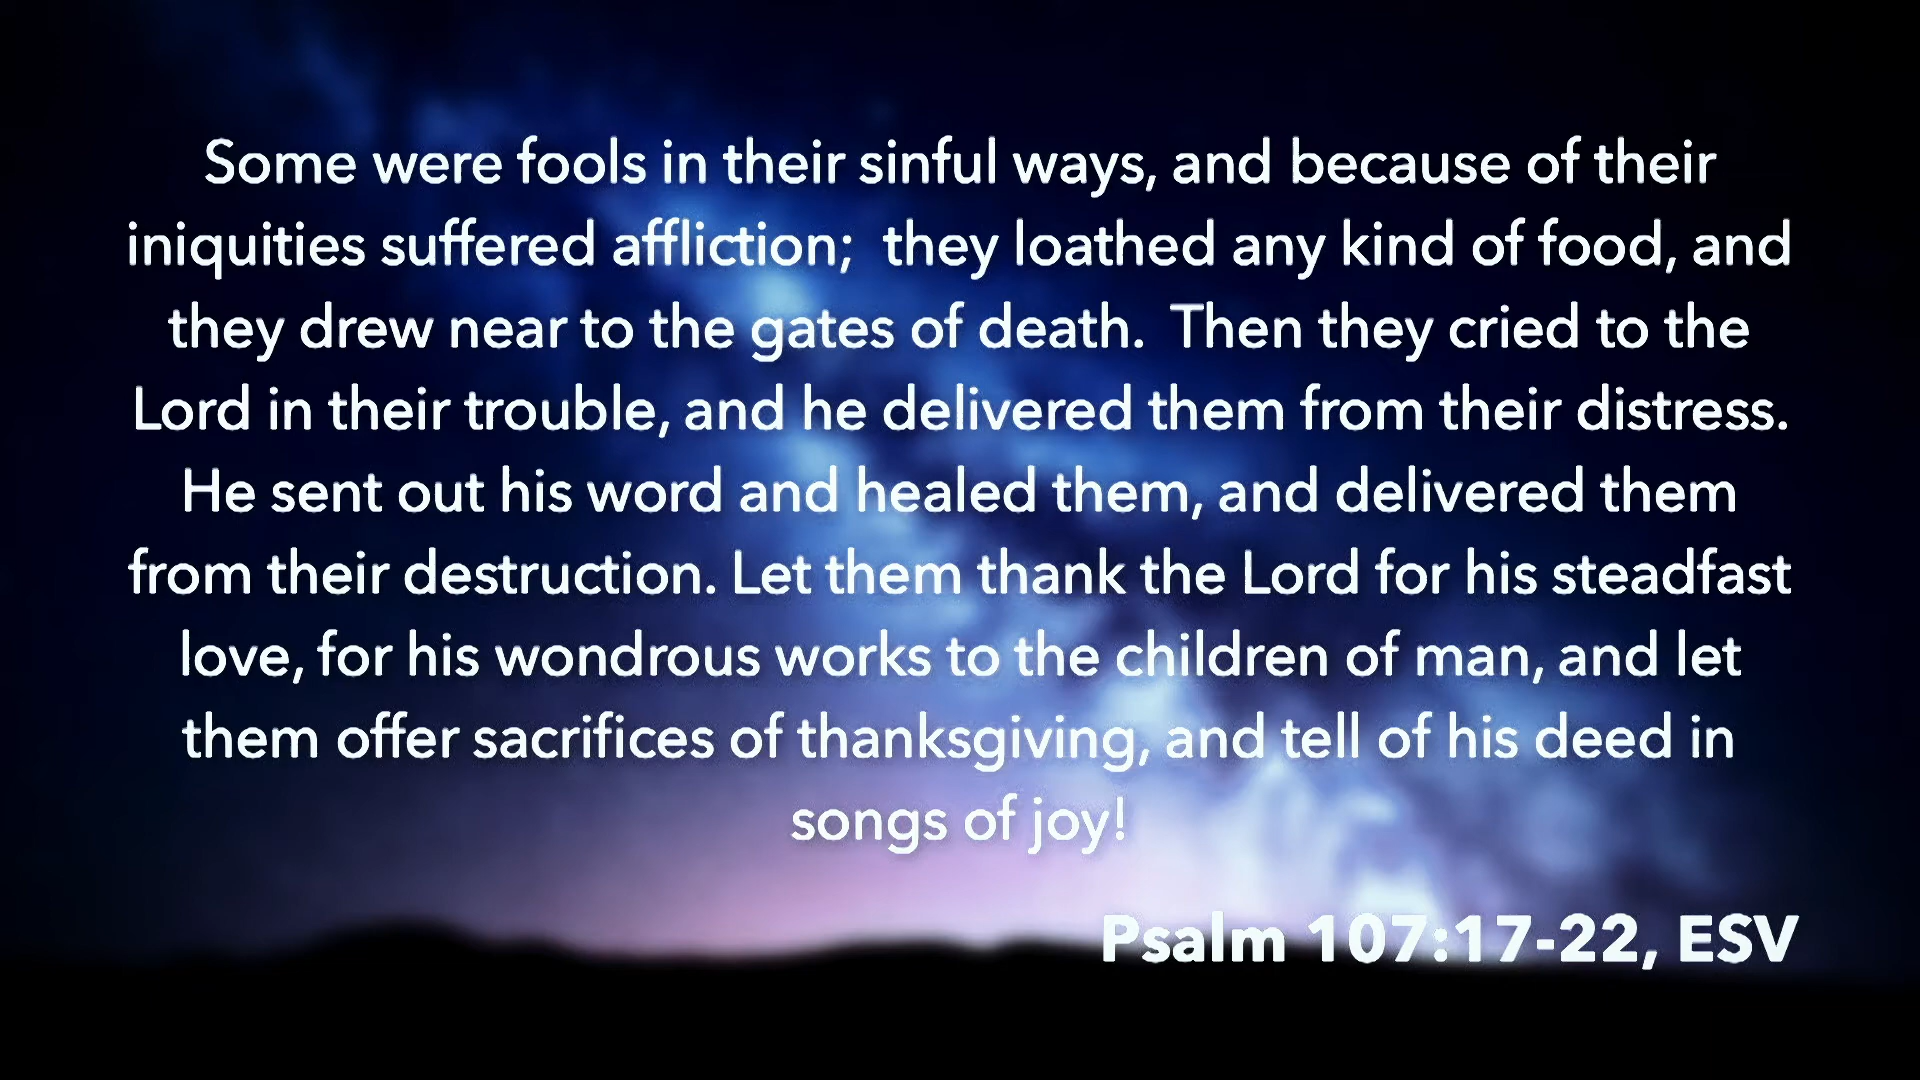 Some were fools in their sinful ways, and because of their
iniquities suffered affliction;  they loathed any kind of food, and
they drew near to the gates of death.  Then they cried to the
Lord in their trouble, and he delivered them from their distress.
He sent out his word and healed them, and delivered them
from their destruction. Let them thank the Lord for his steadfast
love, for his wondrous works to the children of man, and let
them offer sacrifices of thanksgiving, and tell of his deed in
songs of joy!
Psalm 107:17-22, ESV